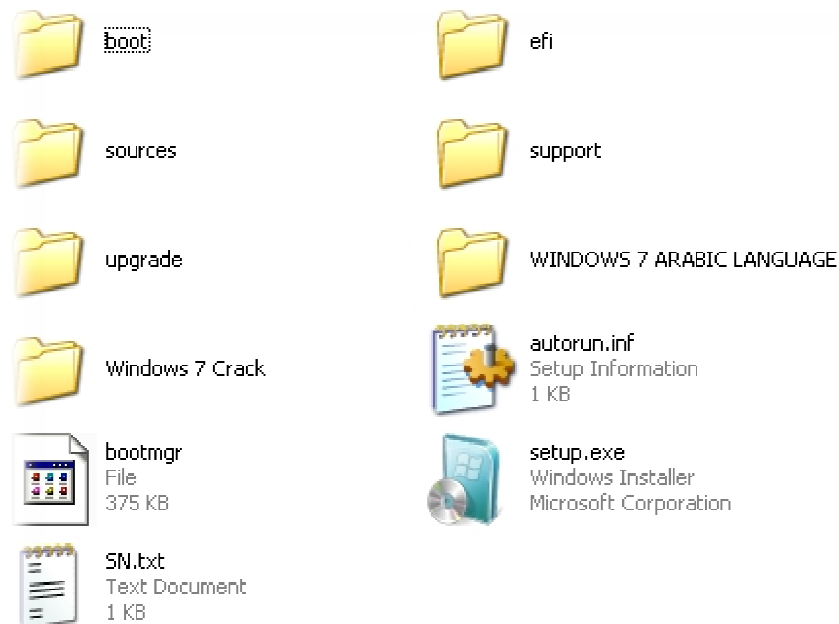 boot
efi
sources
support
upgrade
WINDOWS 7 ARABIC LANGUAGE
Windows 7 Crack
autorun.inf
Setup Information
1 KB
bootmgr
File
375 KB
setup.exe
Windows Installer
Microsoft Corporation
SN.txt
Text Document
1 KB